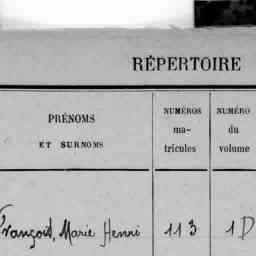 RÉPERTOIRE
PRÉNOMS
ET SURNOMS
NUMÉROS
ma-
tricules
NUMÉRO
du
volume
François, Marie Henri
113
1 D